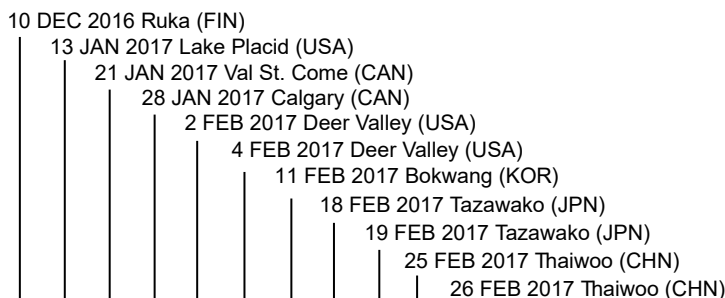 10 DEC 2016 Ruka (FIN)
13 JAN 2017 Lake Placid (USA)
21 JAN 2017 Val St. Come (CAN)
28 JAN 2017 Calgary (CAN)
2 FEB 2017 Deer Valley (USA)
4 FEB 2017 Deer Valley (USA)
11 FEB 2017 Bokwang (KOR)
18 FEB 2017 Tazawako (JPN)
19 FEB 2017 Tazawako (JPN)
25 FEB 2017 Thaiwoo (CHN)
26 FEB 2017 Thaiwoo (CHN)